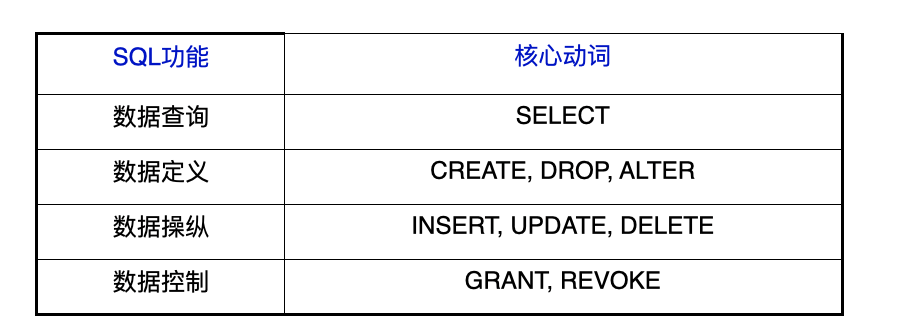 SQL功能 核心动词
数据查询 SELECT
数据定义 CREATE, DROP, ALTER
数据操纵 INSERT, UPDATE, DELETE
数据控制 GRANT, REVOKE